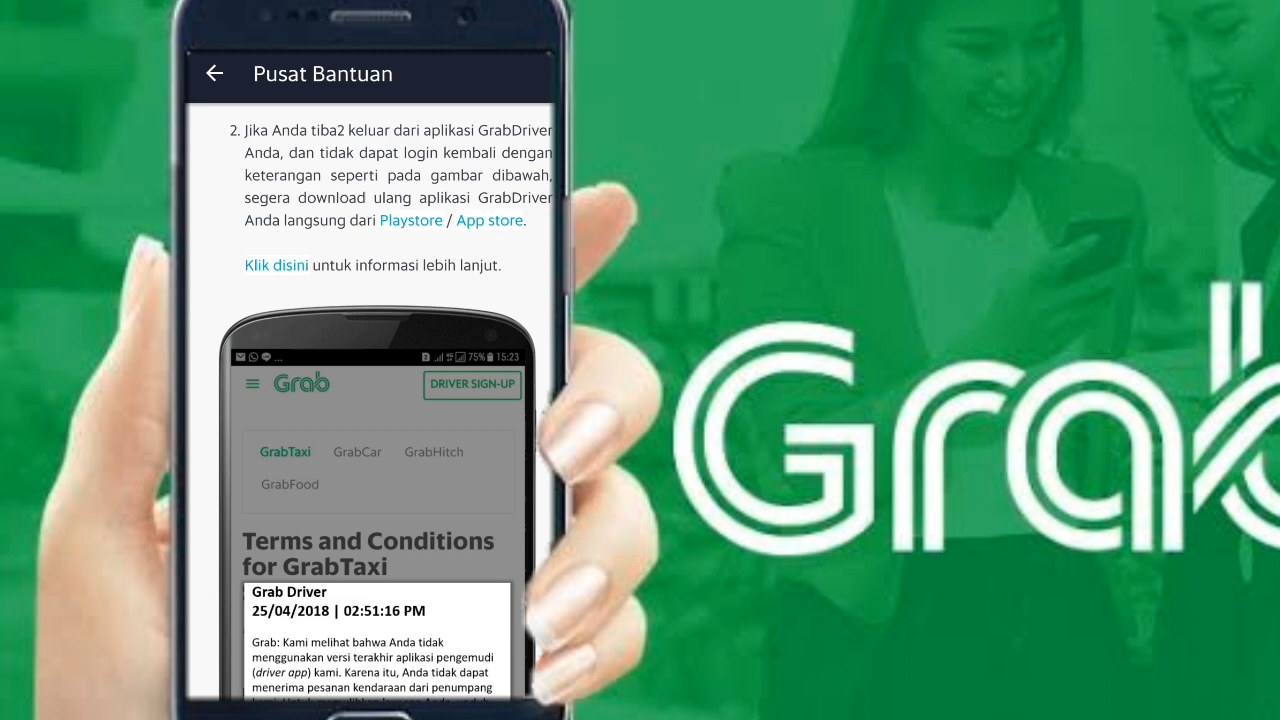 Pusat Bantuan
2. Jika Anda tiba2 keluar dari aplikasi GrabDriver
Anda, dan tidak dapat login kembali dengan
keterangan seperti pada gambar dibawah,
segera download ulang aplikasi GrabDriver
Anda langsung dari Playstore / App store.
Klik disini untuk informasi lebih lanjut.
... 75% 15:23
Grab DRIVER SIGN-UP
GrabTaxi GrabCar GrabHitch
GrabFood
Terms and Conditions
for GrabTaxi
Grab Driver
25/04/2018 | 02:51:16 PM
Grab: Kami melihat bahwa Anda tidak
menggunakan versi terakhir aplikasi pengemudi
(driver app) kami. Karena itu, Anda tidak dapat
menerima pesanan kendaraan dari penumpang
Grab